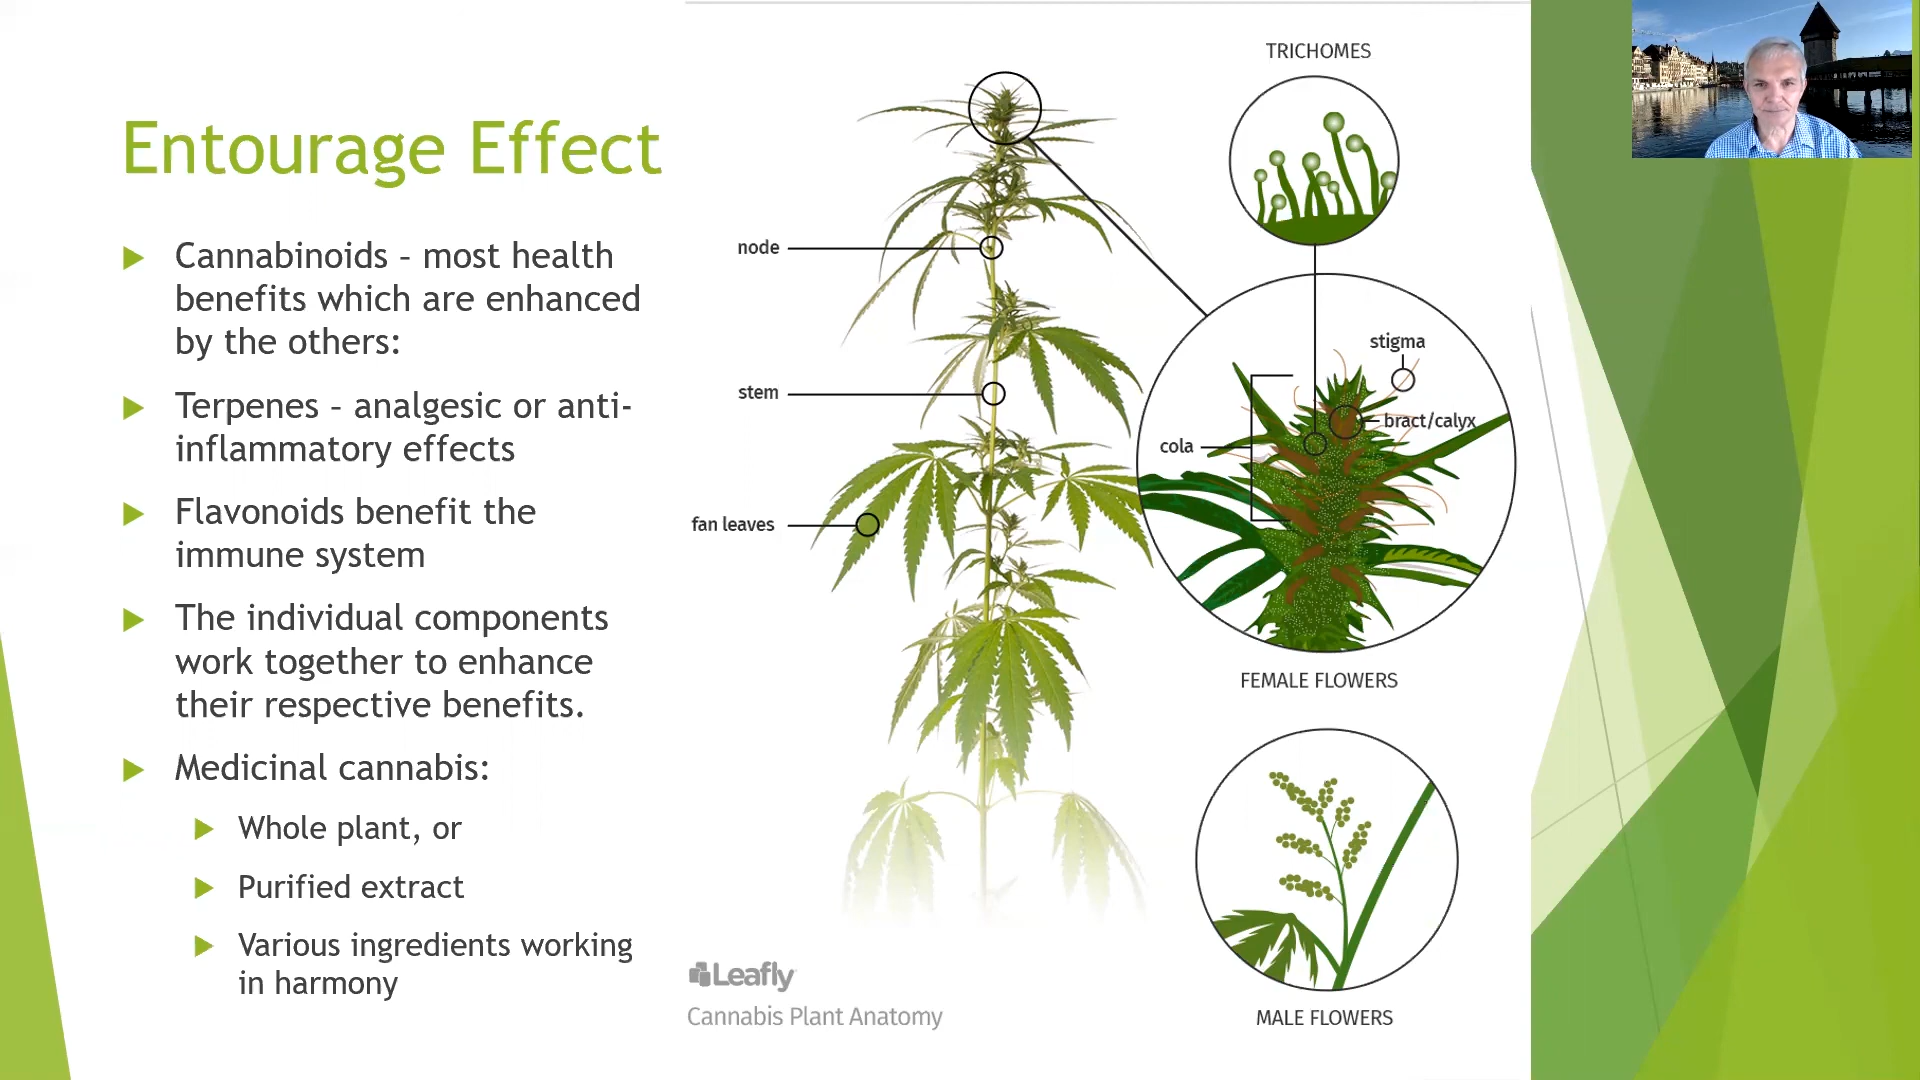 Entourage Effect
Cannabinoids – most health
benefits which are enhanced
by the others:
Terpenes – analgesic or anti-
inflammatory effects
Flavonoids benefit the
immune system
The individual components
work together to enhance
their respective benefits.
Medicinal cannabis:
Whole plant, or
Purified extract
Various ingredients working
in harmony
TRICHOMES
node
stem
fan leaves
stigma
bract/calyx
cola
FEMALE FLOWERS
MALE FLOWERS
Leafly
Cannabis Plant Anatomy